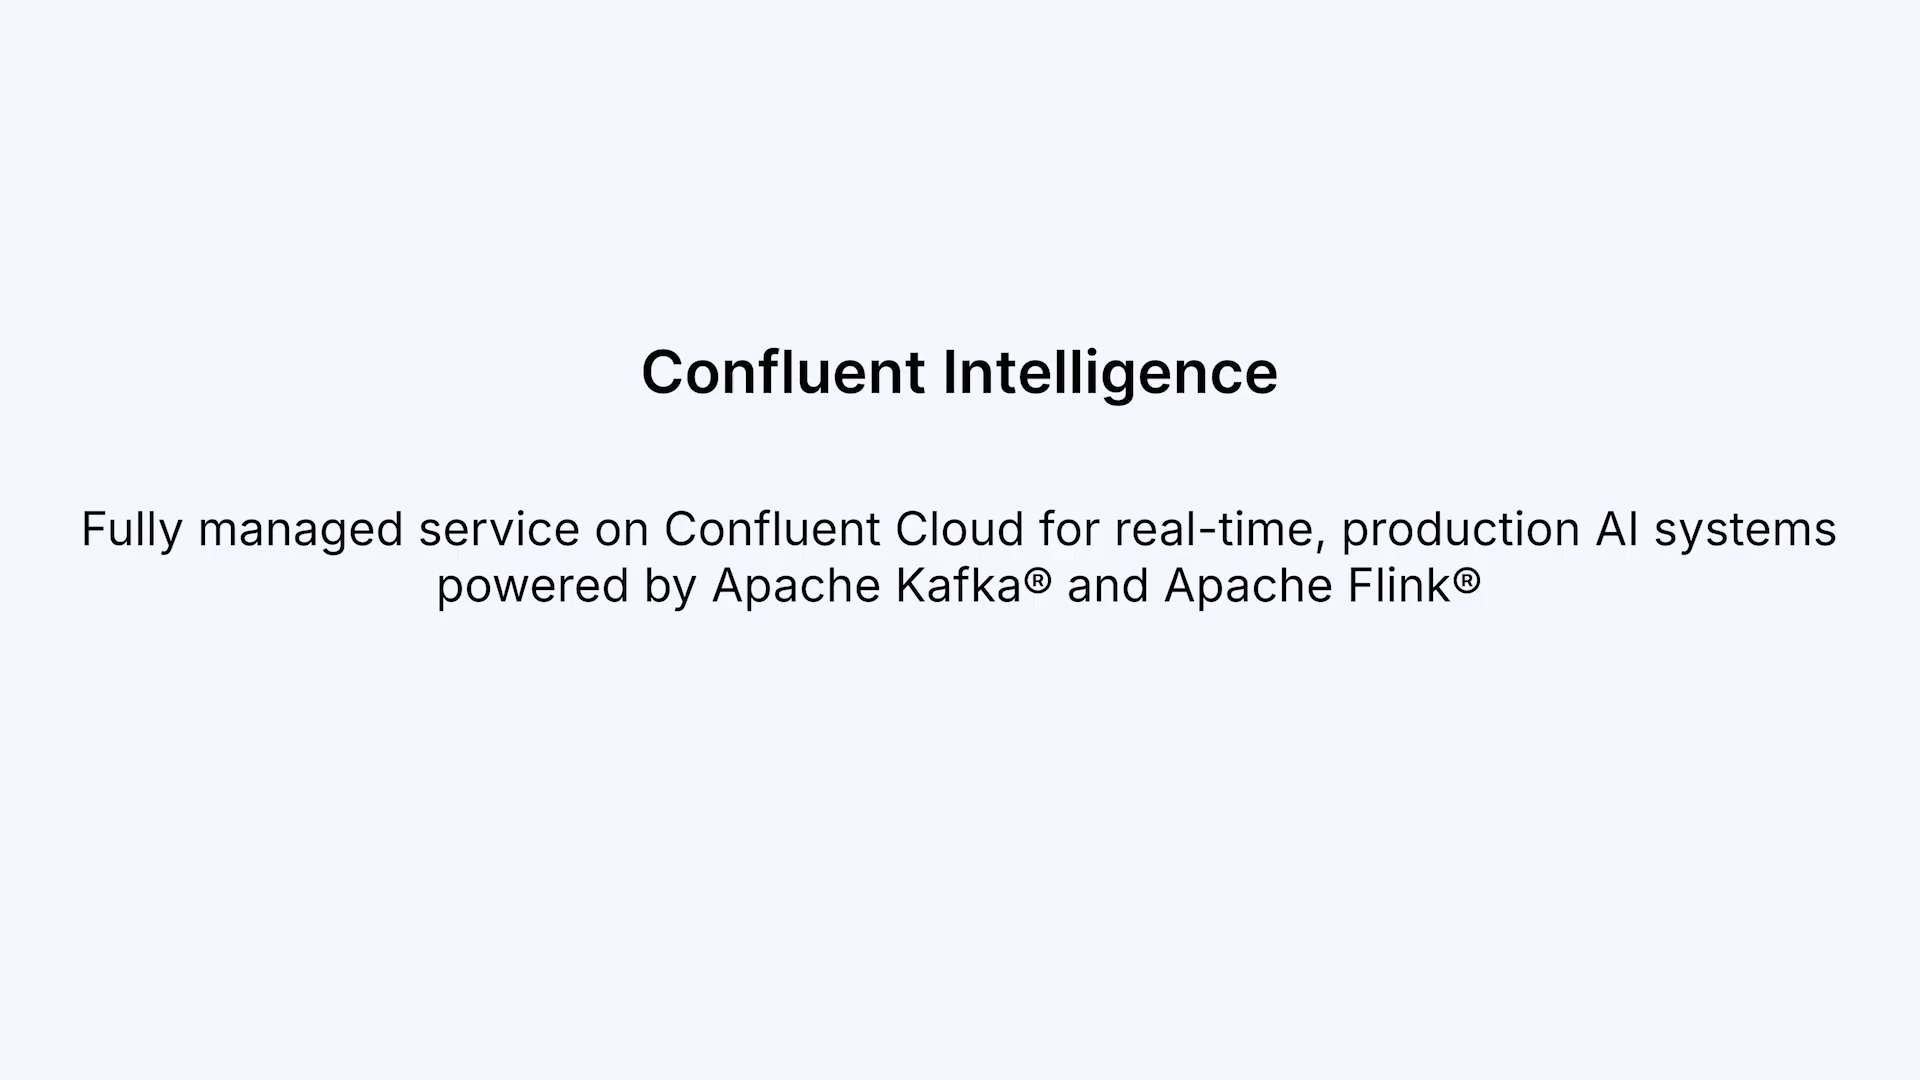 Confluent Intelligence
Fully managed service on Confluent Cloud for real-time, production AI systems
powered by Apache Kafka® and Apache Flink®